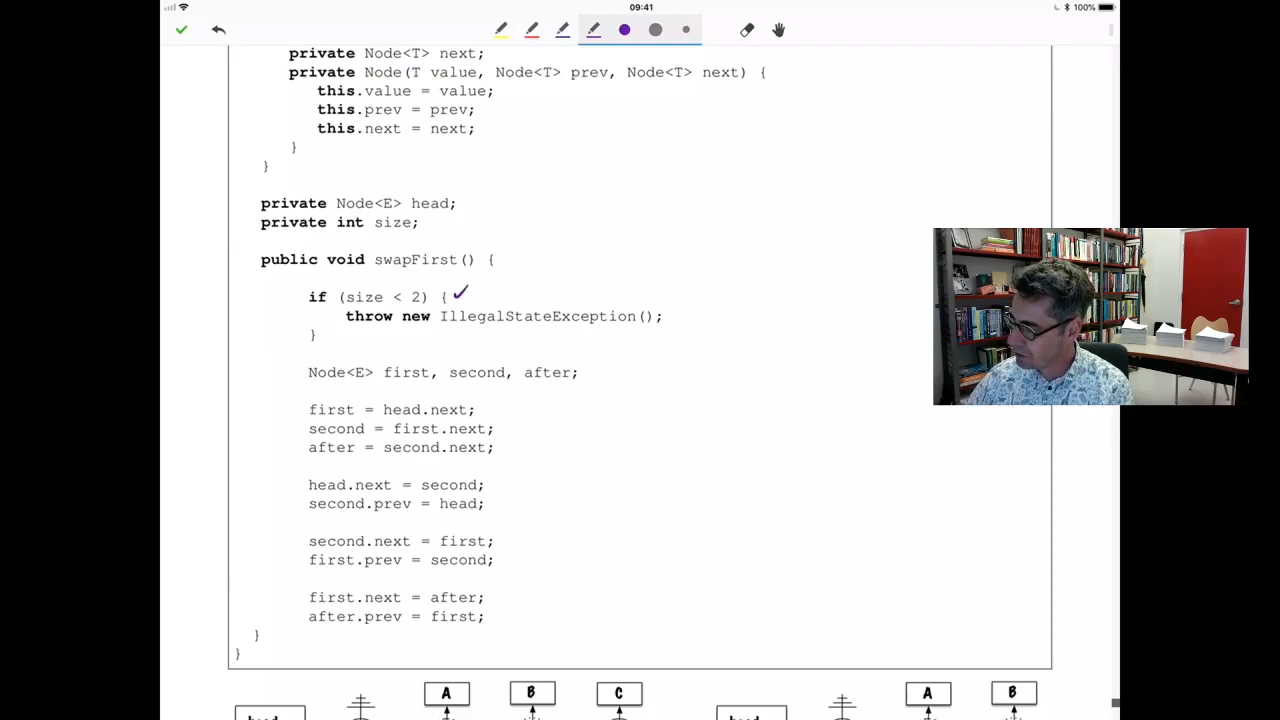 09:41
100%
private Node<T> next;
private Node(T value, Node<T> prev, Node<T> next) {
this.value = value;
this.prev = prev;
this.next = next;
}
}
private Node<E> head;
private int size;
public void swapFirst() {
if (size < 2) {
throw new IllegalStateException();
}
Node<E> first, second, after;
first = head.next;
second = first.next;
after = second.next;
head.next = second;
second.prev = head;
second.next = first;
first.prev = second;
first.next = after;
after.prev = first;
}
}
A B C A B
head head